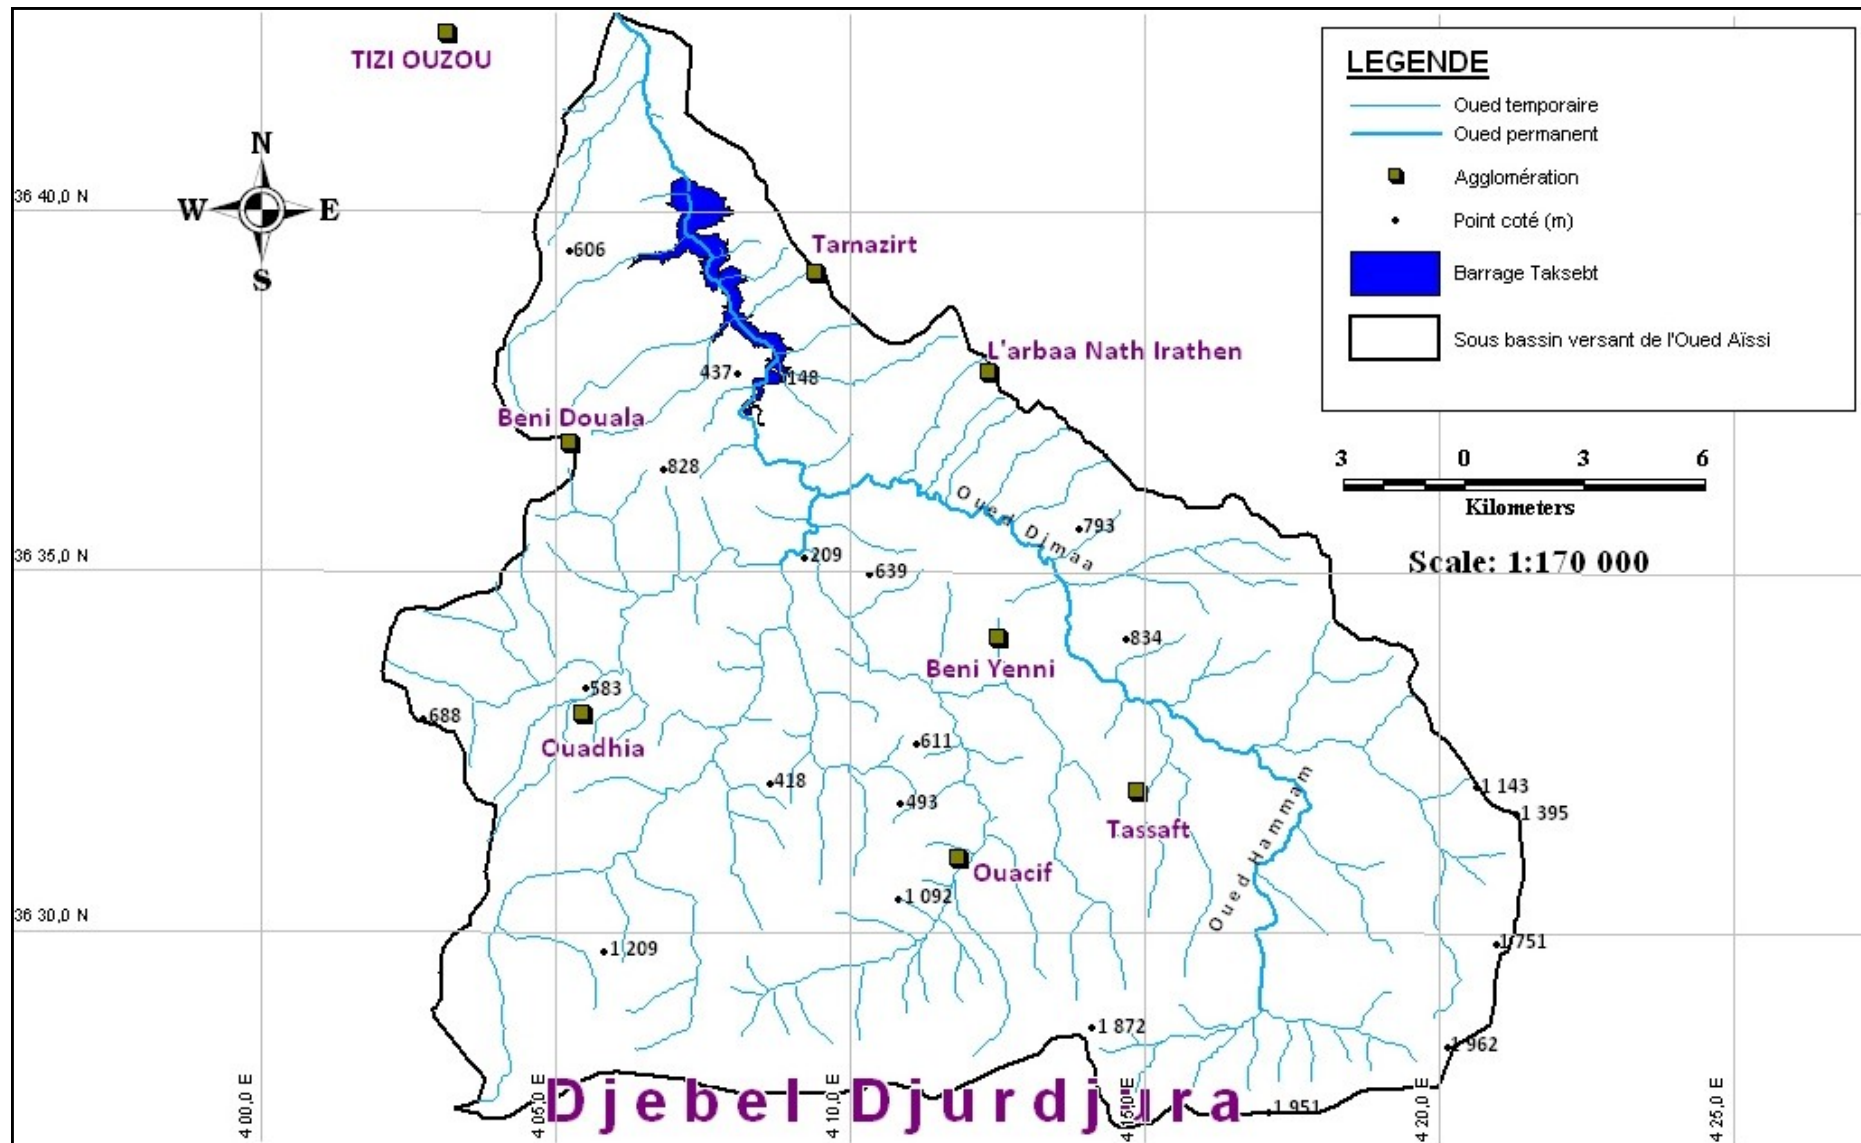 TIZI OUZOU
LEGENDE
Oued temporaire
Oued permanent
Agglomération
Point coté (m)
Barrage Taksebt
Sous bassin versant de l'Oued Aïssi
N
W E
S
36 40,0 N
606
Tamazirt
L'arbaa Nath Irathen
437
148
Beni Douala
828
3 0 3 6
Kilometers
Scale: 1:170 000
Oued Djmaa
793
209
639
36 35,0 N
834
Beni Yenni
583
688
Ouadhia
611
418
493
Tassaft
Oued Hammam
1 143
1 395
Ouacif
1 092
36 30,0 N
1 209
1 751
1 872
1 962
Djebel Djurdjura
1 951
4 00,0 E
4 05,0 E
4 10,0 E
4 15,0 E
4 20,0 E
4 25,0 E